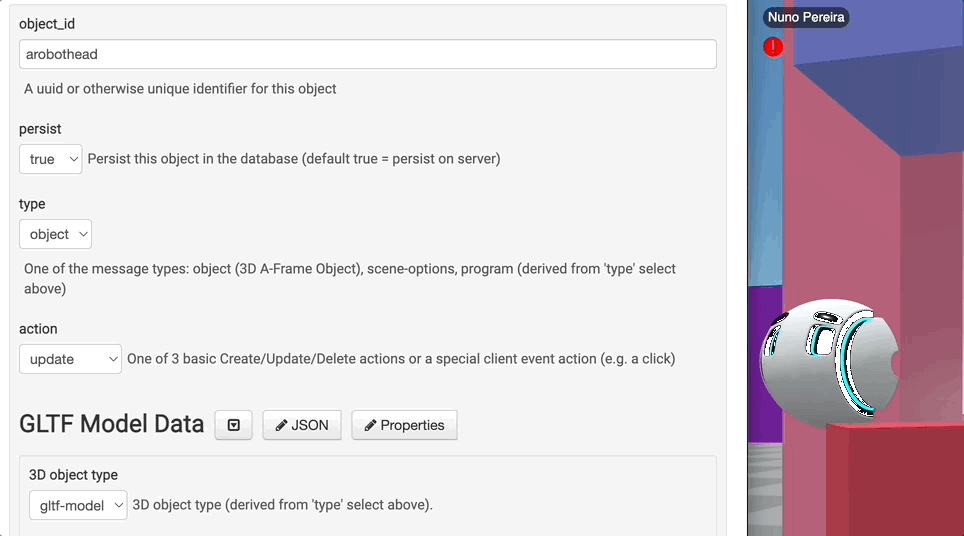 object_id
arobothead
A uuid or otherwise unique identifier for this object
persist
true Persist this object in the database (default true = persist on server)
type
object
One of the message types: object (3D A-Frame Object), scene-options, program (derived from 'type' select
above)
action
update One of 3 basic Create/Update/Delete actions or a special client event action (e.g. a click)
GLTF Model Data JSON Properties
3D object type
gltf-model 3D object type (derived from 'type' select above).
Nuno Pereira
!